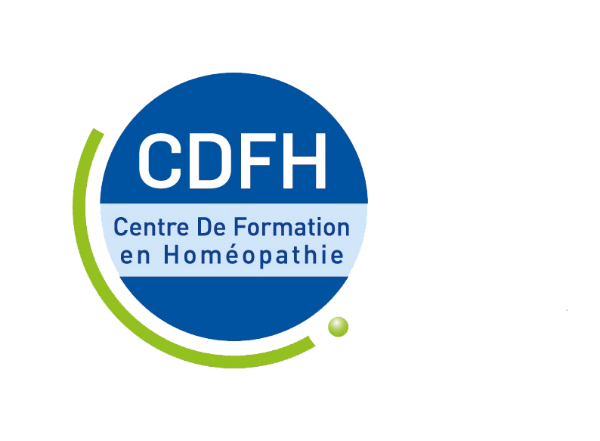 CDFH
Centre De Formation
en Homéopathie